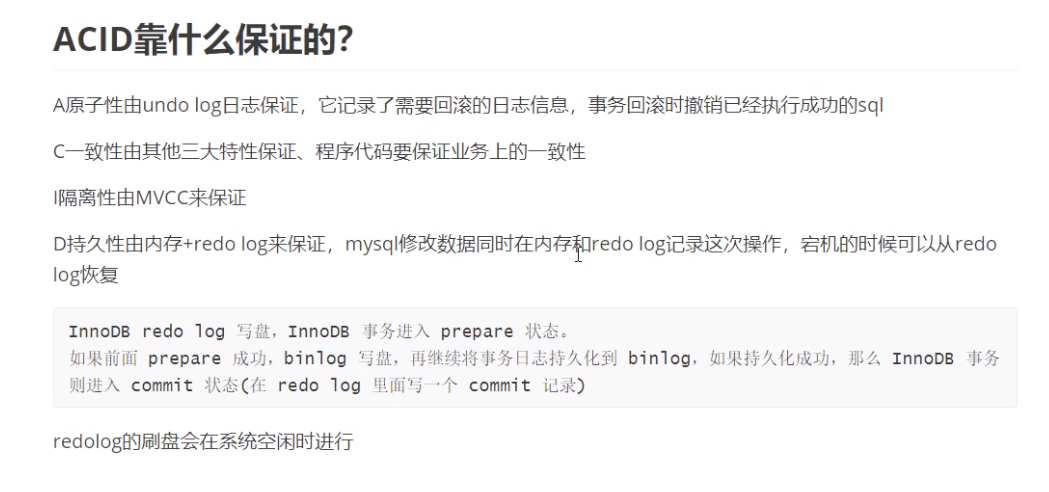 ACID靠什么保证的?
A原子性由undo log日志保证，它记录了需要回滚的日志信息，事务回滚时撤销已经执行成功的sql
C一致性由其他三大特性保证、程序代码要保证业务上的一致性
I隔离性由MVCC来保证
D持久性由内存+redo log来保证，mysql修改数据同时在内存和redo log记录这次操作，宕机的时候可以从redo
log恢复
InnoDB redo log 写盘，InnoDB 事务进入 prepare 状态。
如果前面 prepare 成功，binlog 写盘，再继续将事务日志持久化到 binlog，如果持久化成功，那么 InnoDB 事务
则进入 commit 状态(在 redo log 里面写一个 commit 记录)
redolog的刷盘会在系统空闲时进行